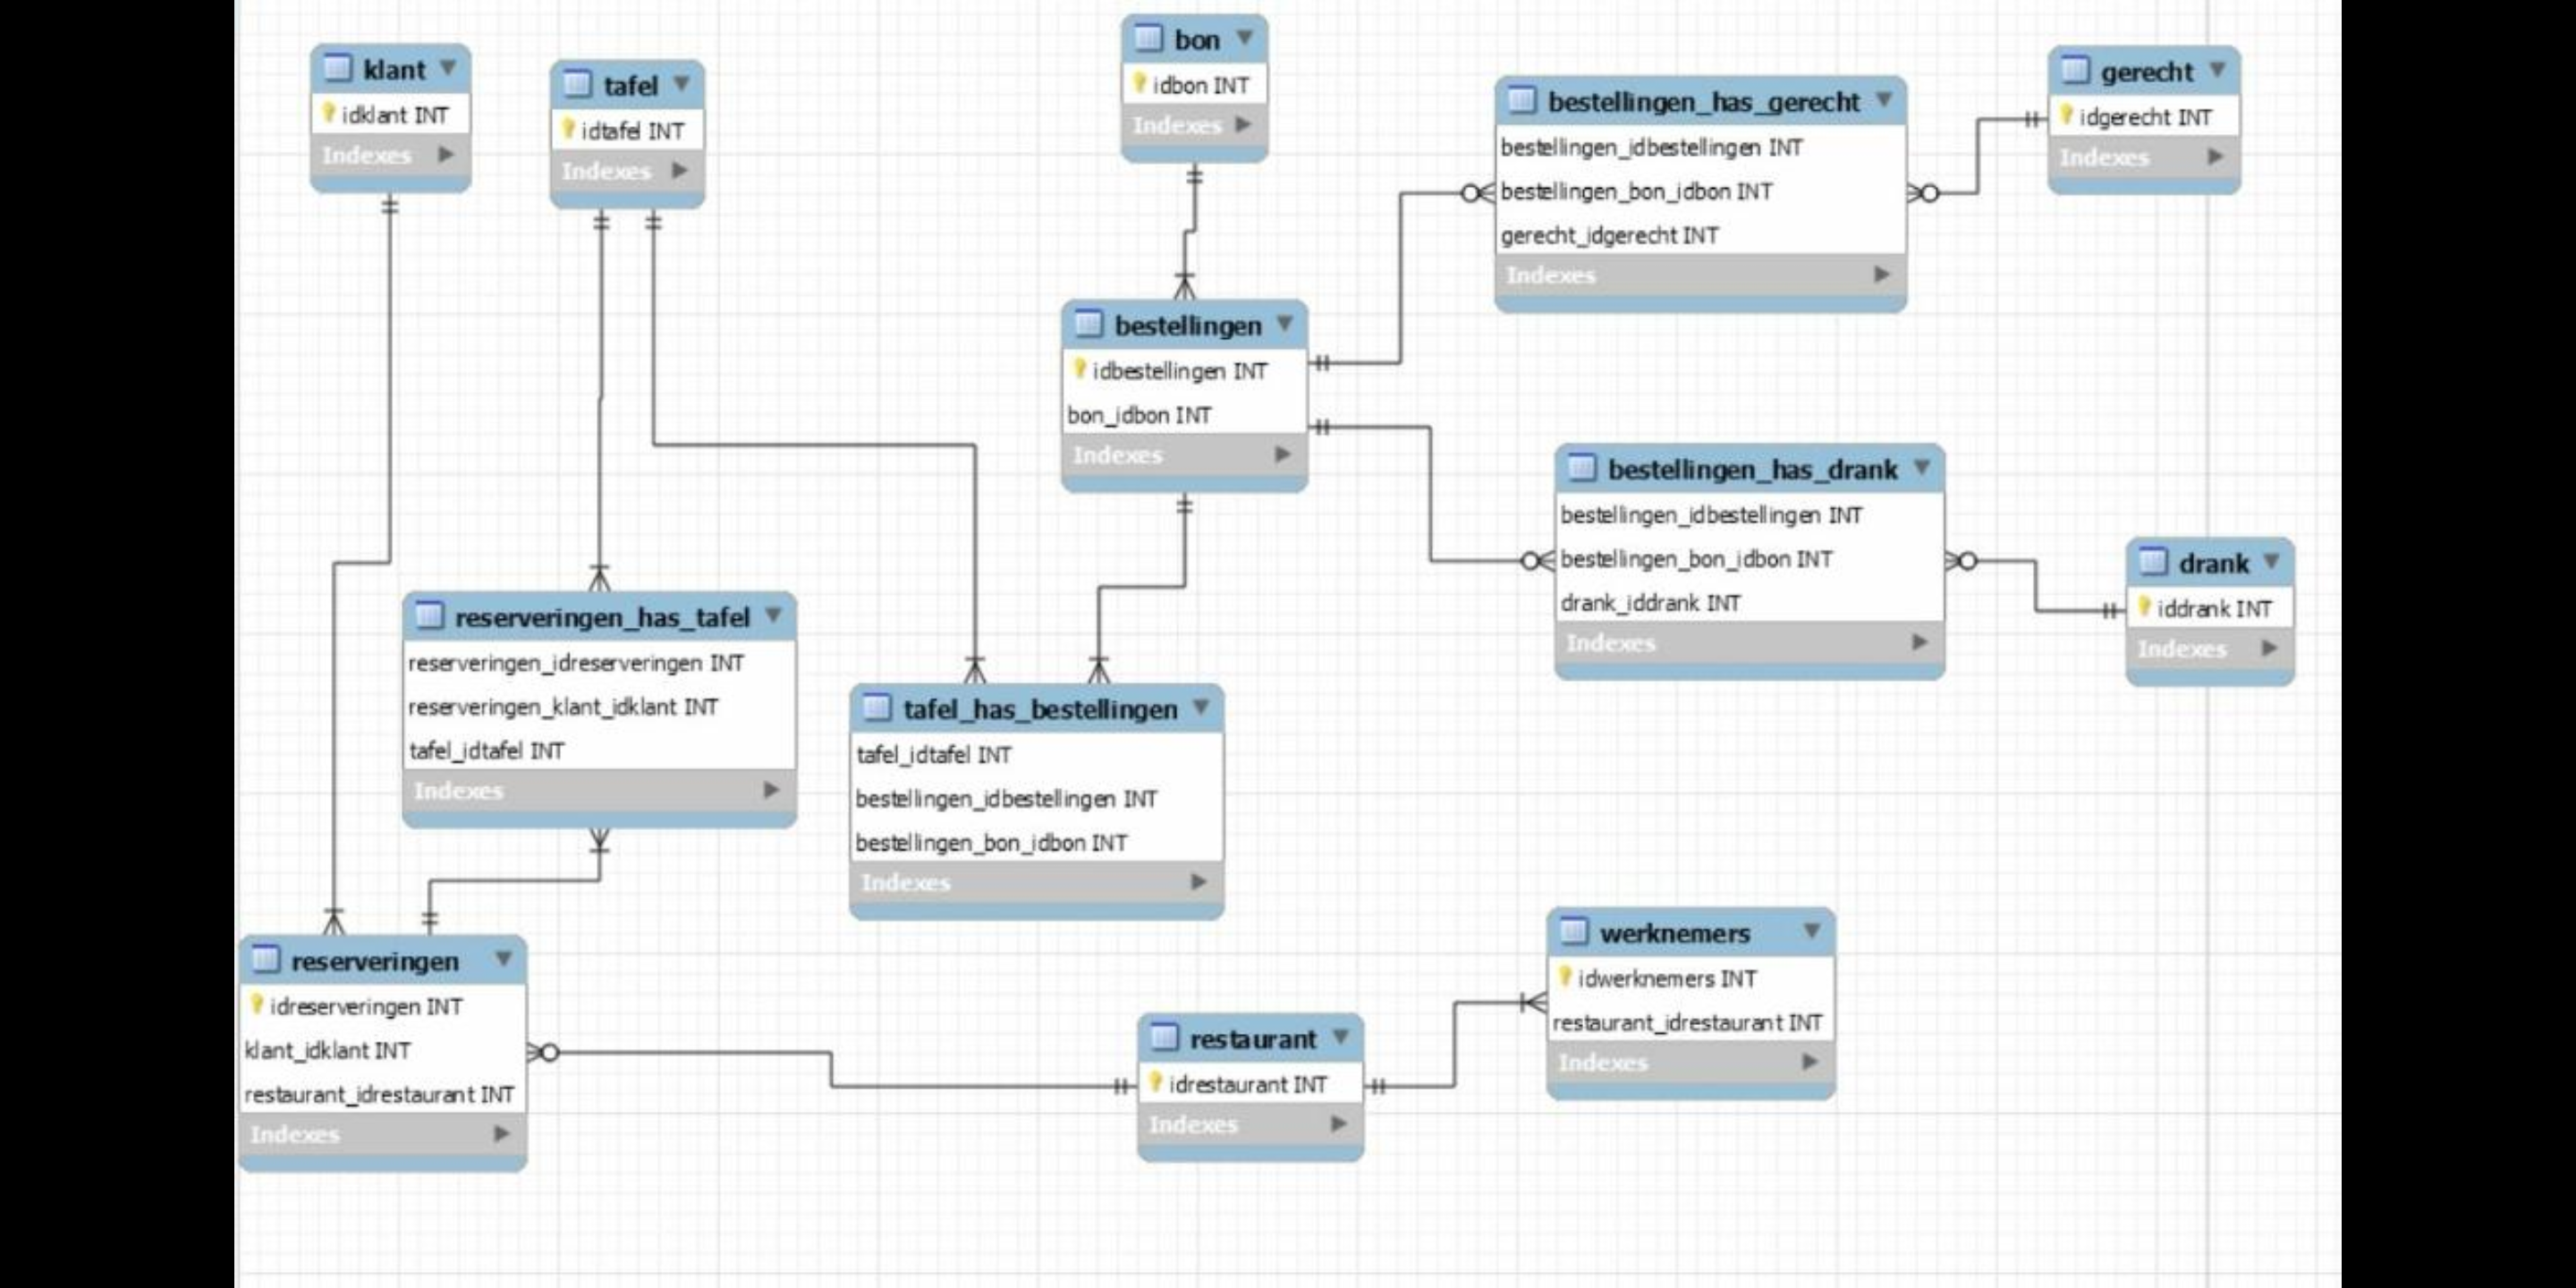 klant
idklant INT
Indexes
tafel
idtafel INT
Indexes
bon
idbon INT
Indexes
bestellingen_has_gerecht
bestellingen_idbestellingen INT
bestellingen_bon_idbon INT
gerecht_idgerecht INT
Indexes
gerecht
idgerecht INT
Indexes
bestellingen
idbestellingen INT
bon_idbon INT
Indexes
bestellingen_has_drank
bestellingen_idbestellingen INT
bestellingen_bon_idbon INT
drank_iddrank INT
Indexes
drank
iddrank INT
Indexes
reserveringen_has_tafel
reserveringen_idreserveringen INT
reserveringen_klant_idklant INT
tafel_idtafel INT
Indexes
tafel_has_bestellingen
tafel_idtafel INT
bestellingen_idbestellingen INT
bestellingen_bon_idbon INT
Indexes
reserveringen
idreserveringen INT
klant_idklant INT
restaurant_idrestaurant INT
Indexes
restaurant
idrestaurant INT
Indexes
werknemers
idwerknemers INT
restaurant_idrestaurant INT
Indexes